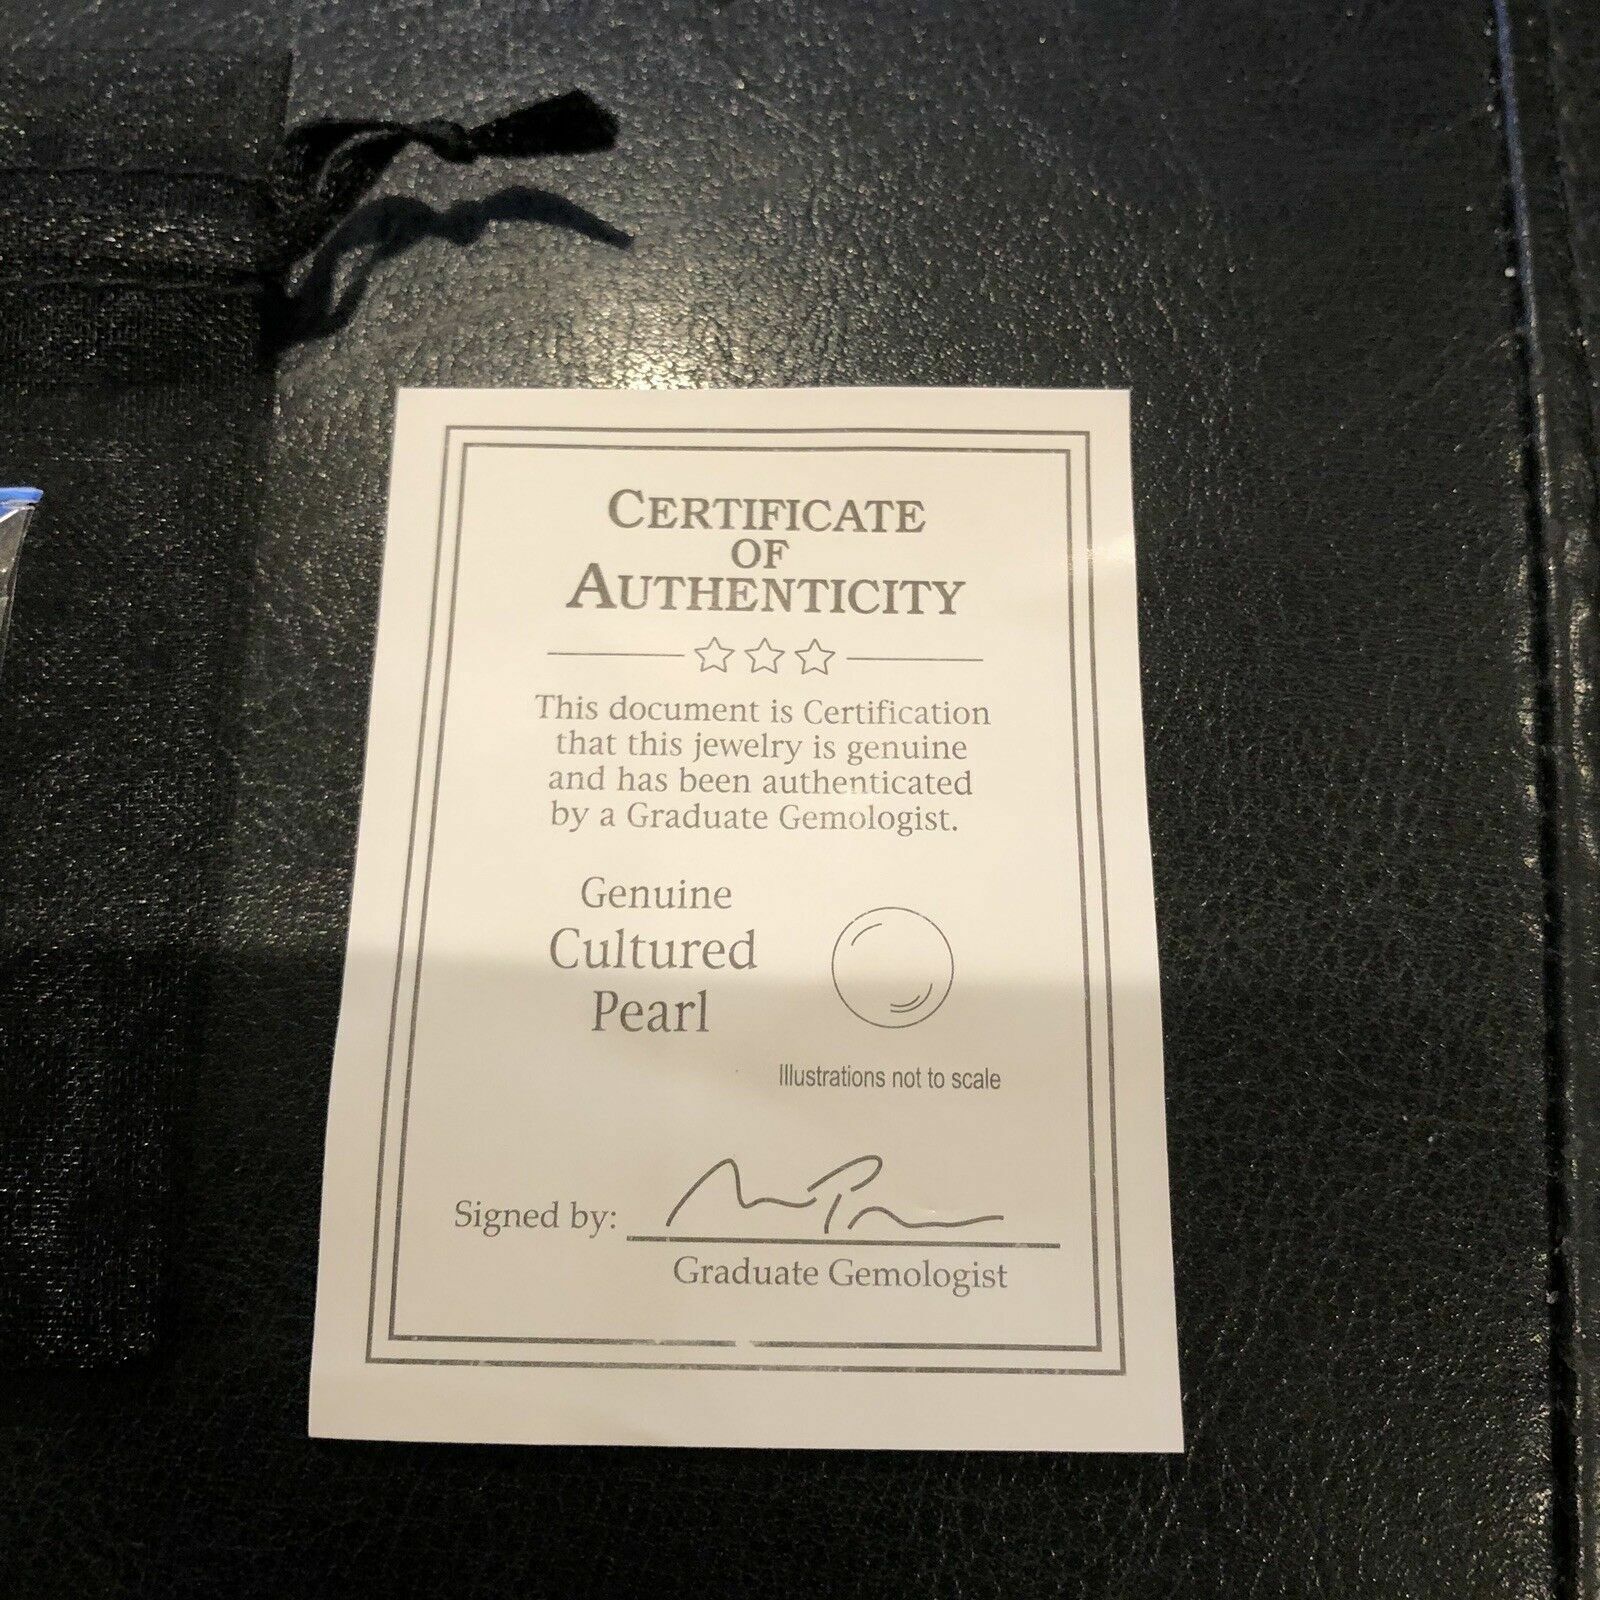 CERTIFICATE
OF
AUTHENTICITY
This document is Certification
that this jewelry is genuine
and has been authenticated
by a Graduate Gemologist.
Genuine
Cultured
Pearl
Illustrations not to scale
Signed by:
Graduate Gemologist